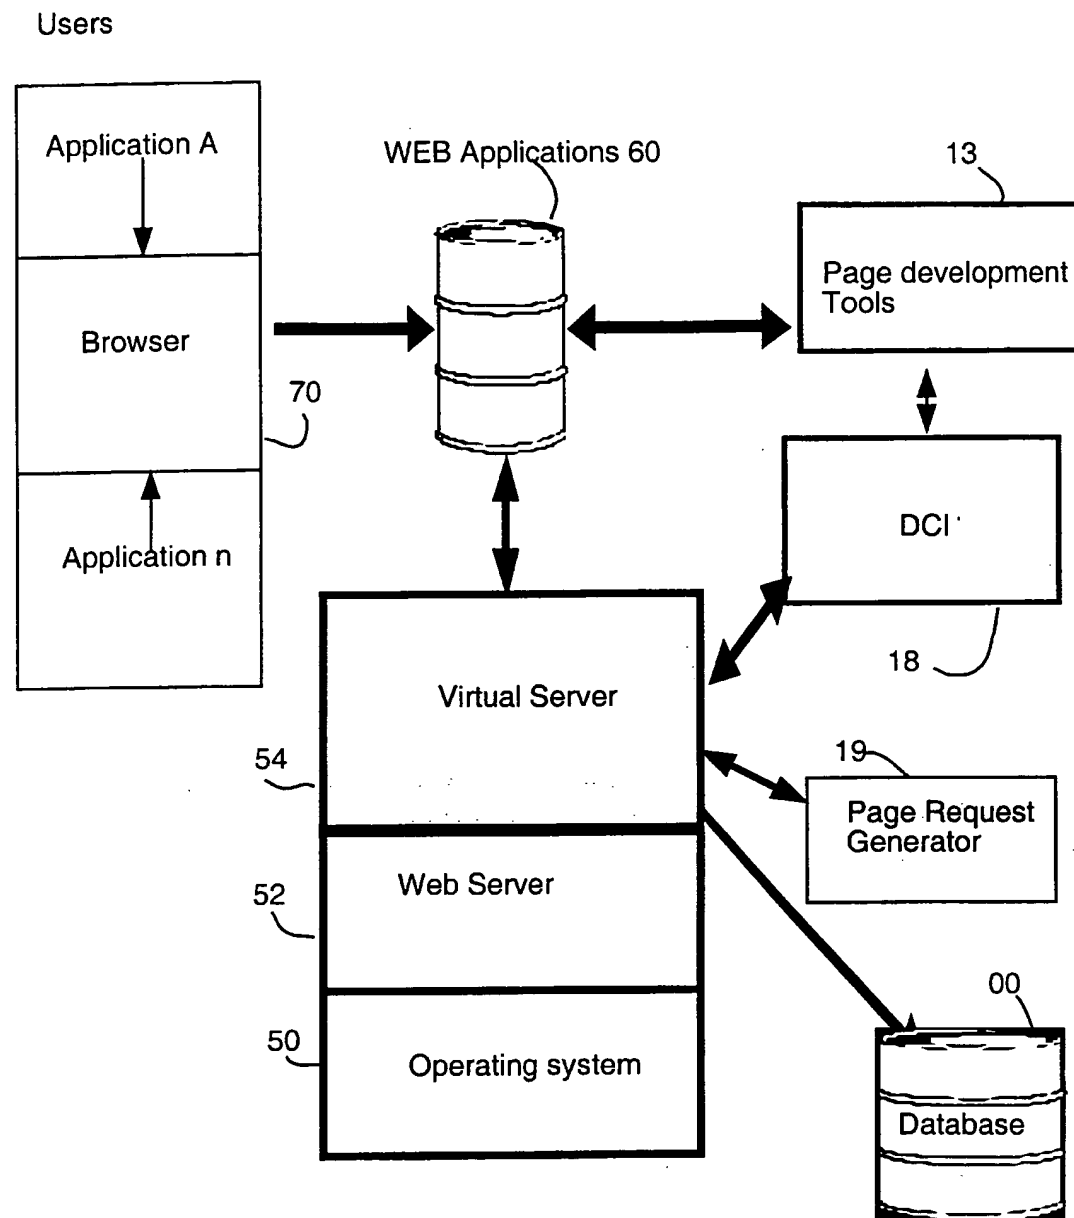 Users
Application A
WEB Applications 60
13
Page development
Tools
Browser
70
DCI
Application n
18
Virtual Server
54
19
Page Request
Generator
Web Server
52
00
50
Operating system
Database